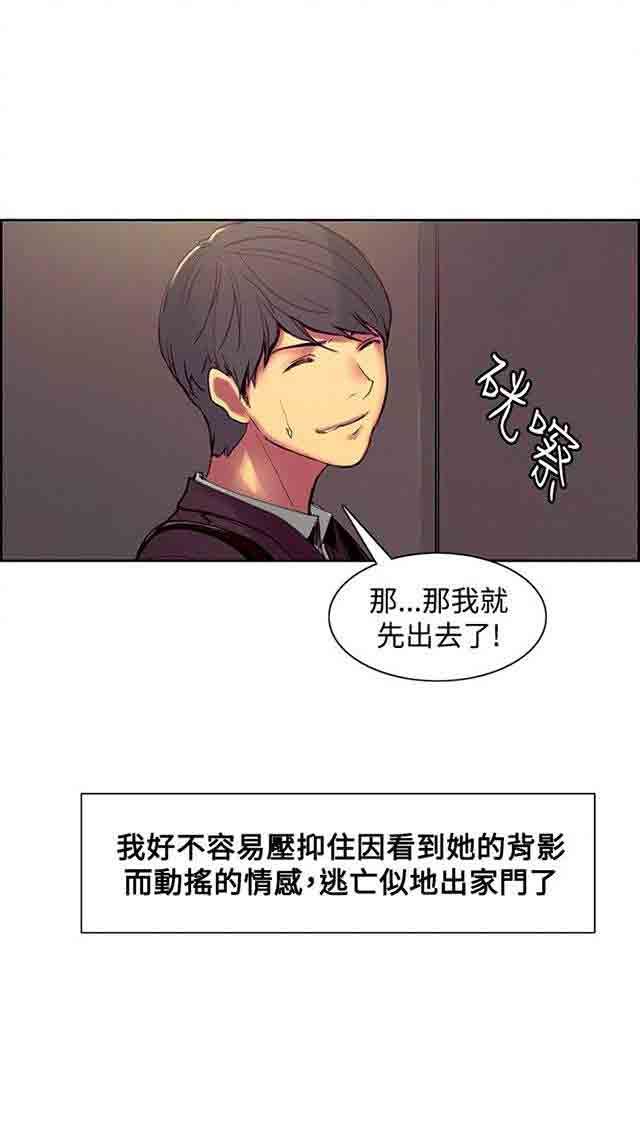 硄嚓
那...那我就
先出去了!
我好不容易壓抑住因看到她的背影
而動搖的情感，逃亡似地出家門了